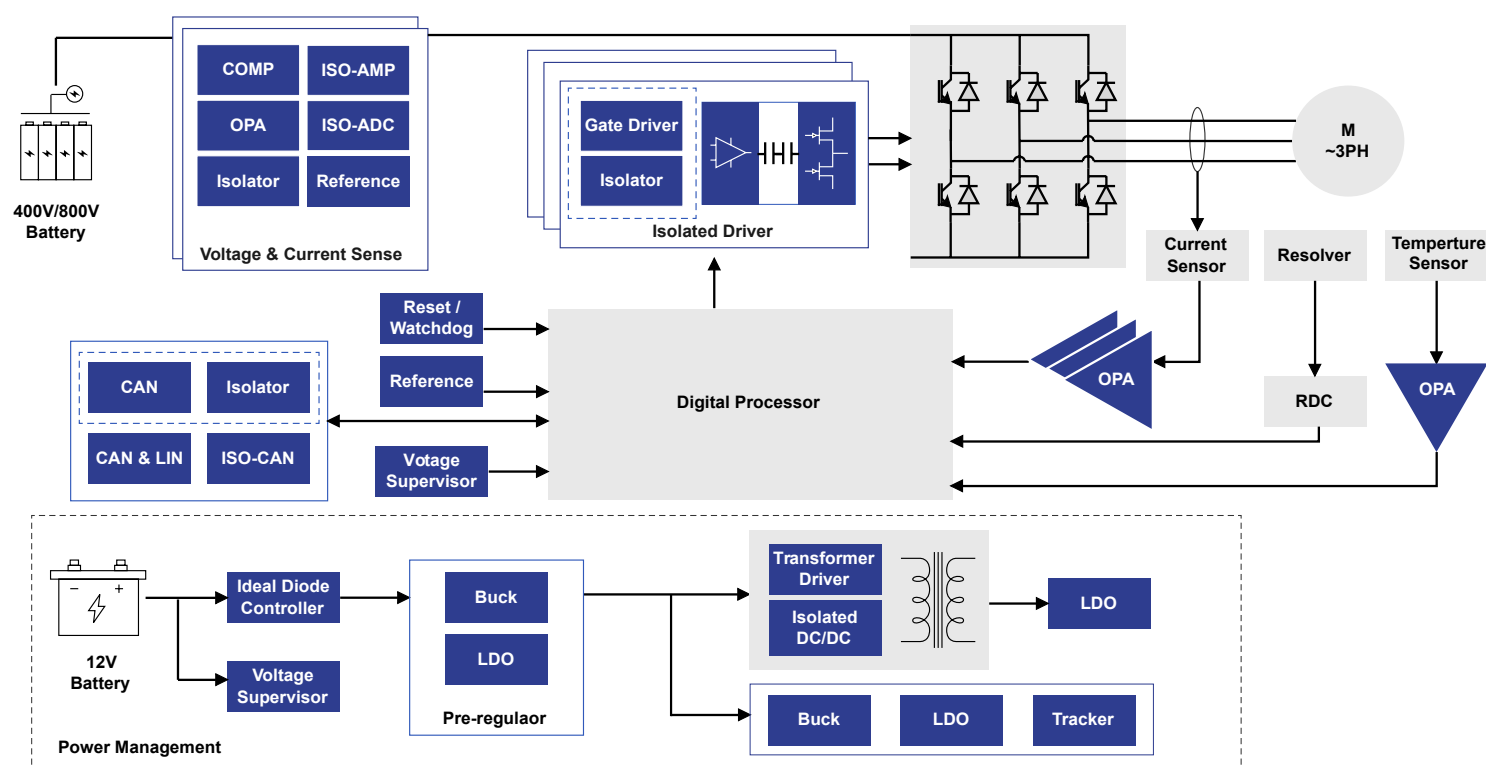 COMP
ISO-AMP
OPA
ISO-ADC
Isolator
Reference
Voltage & Current Sense
400V/800V
Battery
Gate Driver
Isolator
Isolated Driver
M
~3PH
Current
Sensor
Resolver
Temperture
Sensor
Reset /
Watchdog
Reference
Votage
Supervisor
CAN
Isolator
CAN & LIN
ISO-CAN
Digital Processor
OPA
RDC
OPA
12V
Battery
Ideal Diode
Controller
Voltage
Supervisor
Buck
LDO
Pre-regulaor
Transformer
Driver
Isolated
DC/DC
LDO
Buck
LDO
Tracker
Power Management